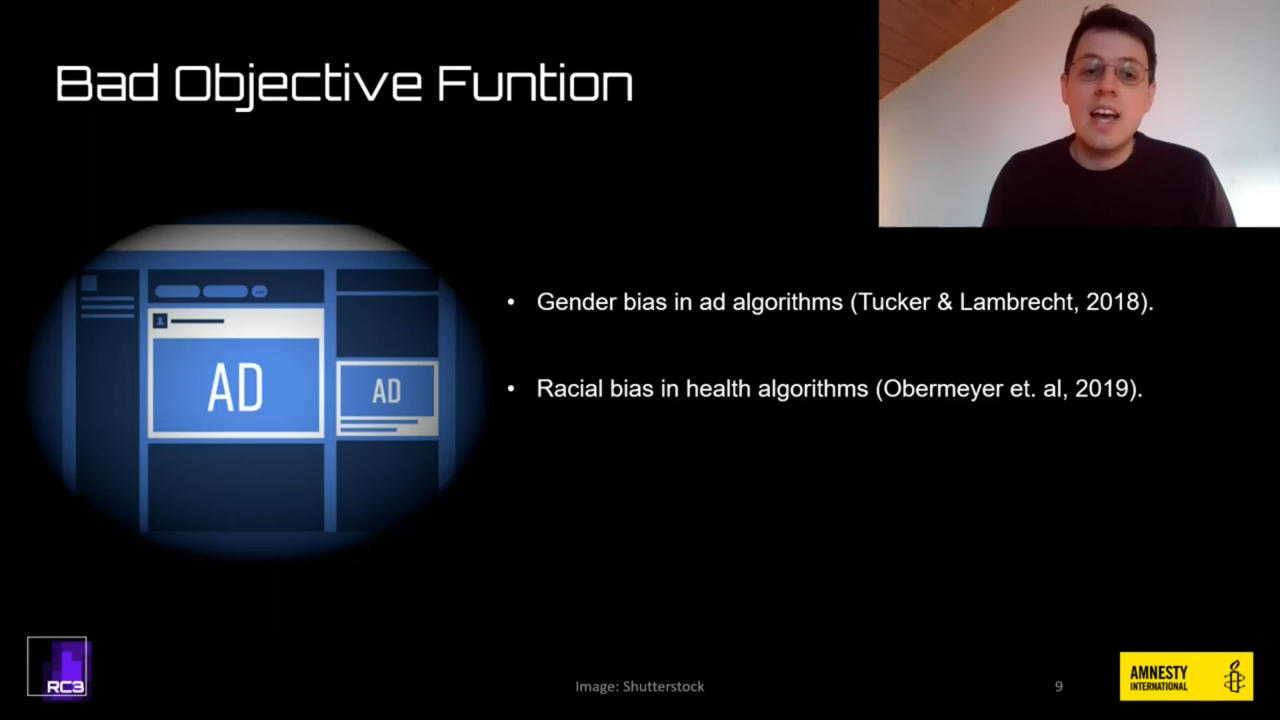 Bad Objective Funtion
AD
AD
• Gender bias in ad algorithms (Tucker & Lambrecht, 2018).
• Racial bias in health algorithms (Obermeyer et. al, 2019).
RC3
Image: Shutterstock
9
AMNESTY
INTERNATIONAL